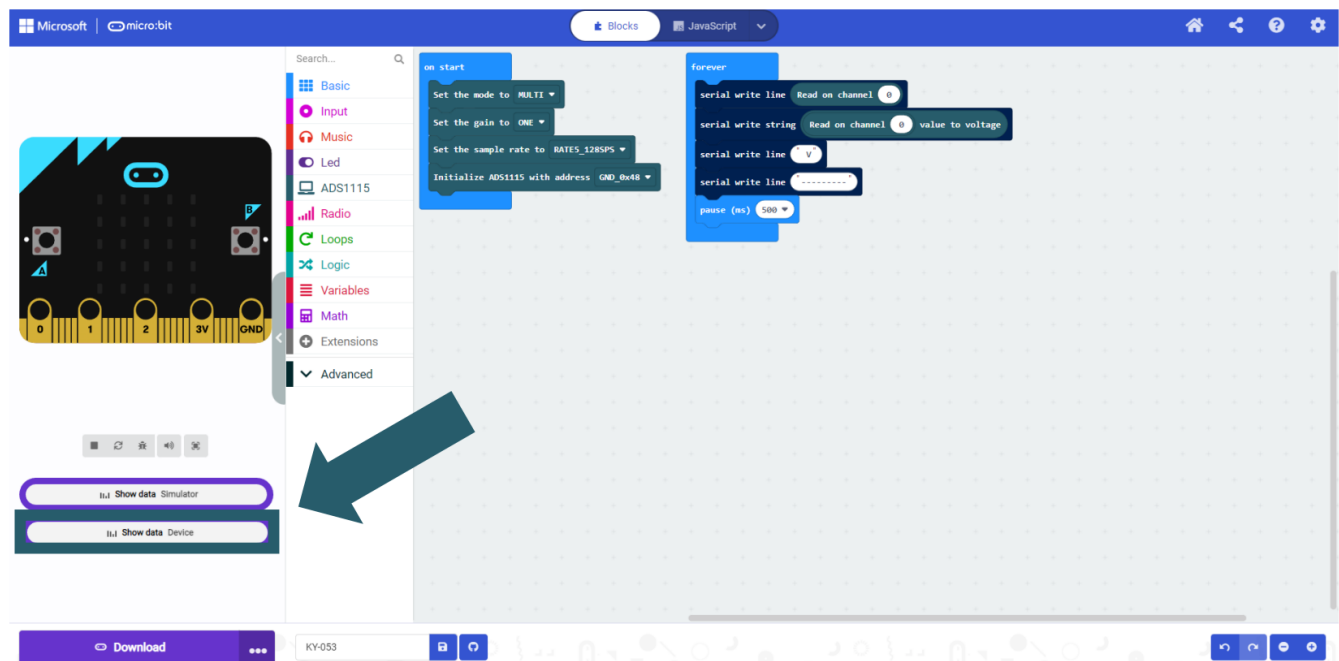 Microsoft micro:bit Blocks JavaScript
Search...
Basic
Input
Music
Led
ADS1115
Radio
Loops
Logic
Variables
Math
Extensions
Advanced
A
B
0 1 2 3V GND
Show data Simulator
Show data Device
on start
Set the mode to MULTI
Set the gain to ONE
Set the sample rate to RATES_128SPS
Initialize ADS1115 with address GND_0x48
forever
serial write line Read on channel 0
serial write string Read on channel 0 value to voltage
serial write line " V"
serial write line "---------"
pause (ms) 500
Download
KY-053